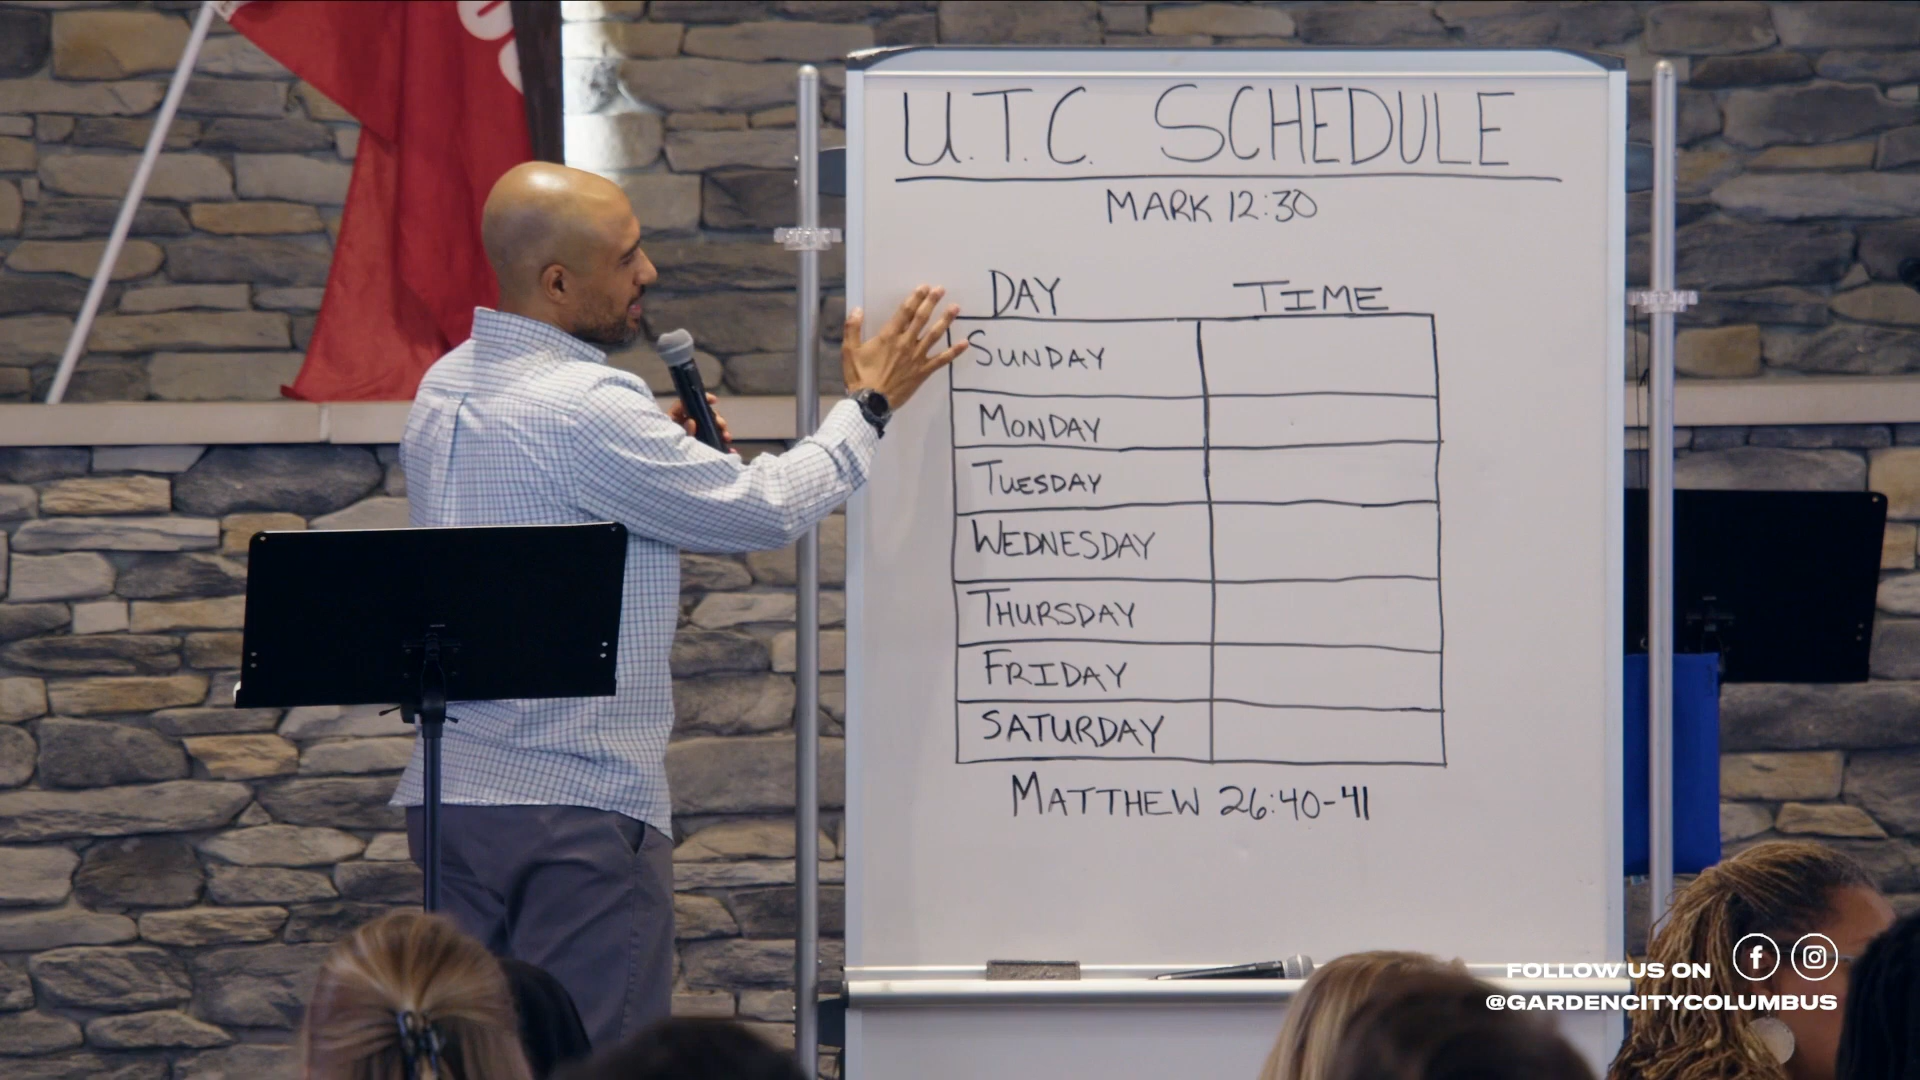 U.T.C. SCHEDULE
MARK 12:30
DAY TIME
SUNDAY
MONDAY
TUESDAY
WEDNESDAY
THURSDAY
FRIDAY
SATURDAY
MATTHEW 26:40-41
FOLLOW US ON
@GARDENCITYCOLUMBUS